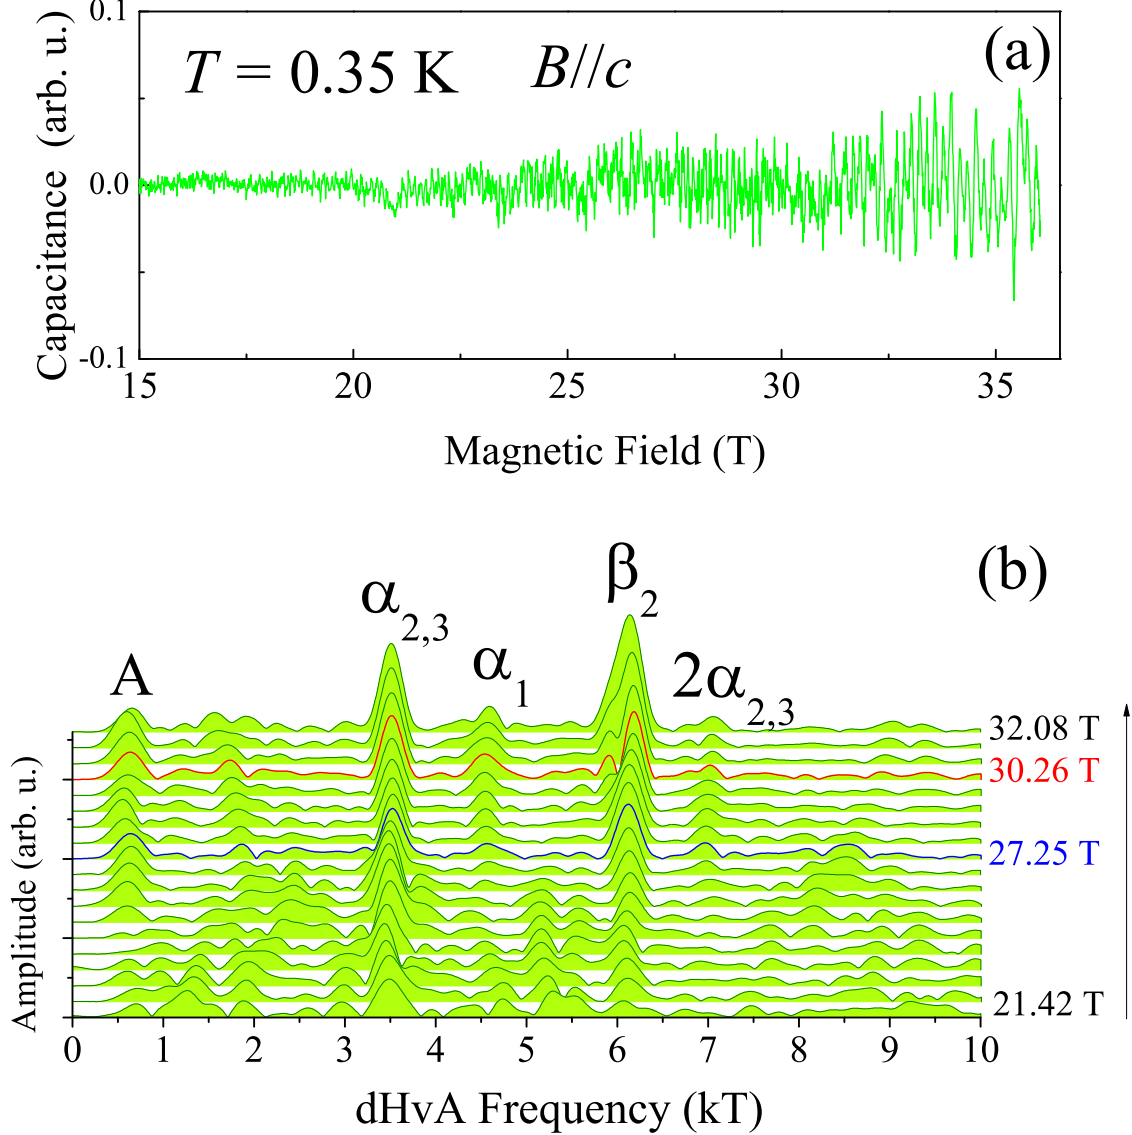 0.1
T = 0.35 K B//c (a)
Capacitance (arb. u.)
0.0
-0.1
15 20 25 30 35
Magnetic Field (T)
(b)
β2
α2,3
α1
A
2α2,3
32.08 T
30.26 T
27.25 T
21.42 T
Amplitude (arb. u.)
0 1 2 3 4 5 6 7 8 9 10
dHvA Frequency (kT)